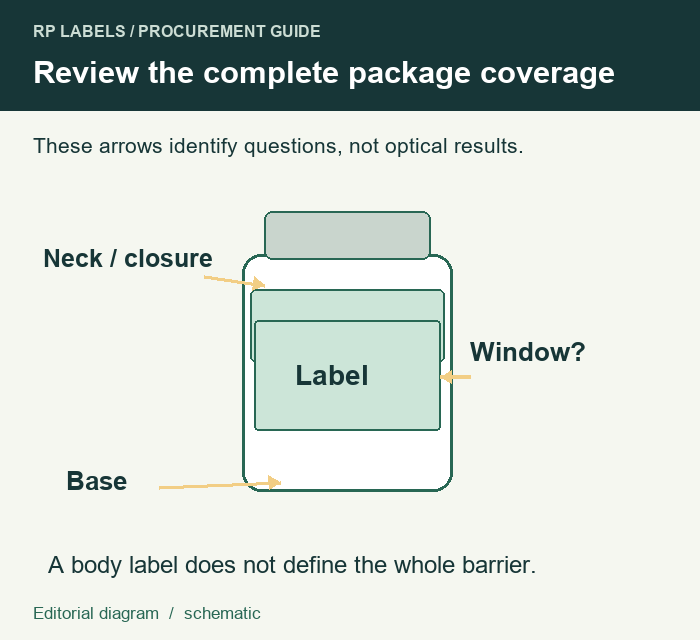 RP LABELS / PROCUREMENT GUIDE
Review the complete package coverage
These arrows identify questions, not optical results.
Neck / closure
Window?
Label
Base
A body label does not define the whole barrier.
Editorial diagram / schematic